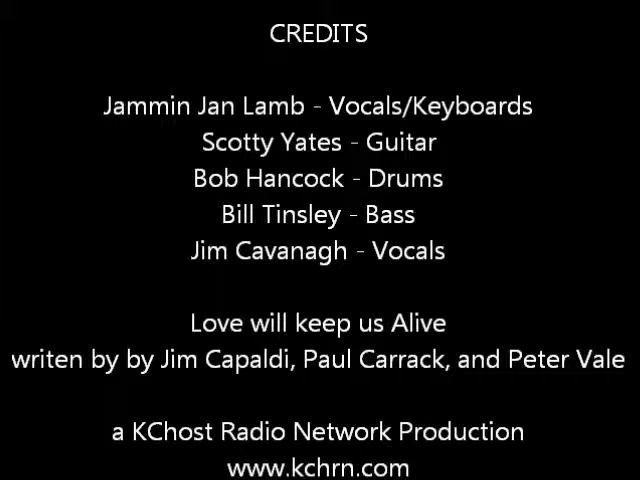 CREDITS
Jammin Jan Lamb - Vocals/Keyboards
Scotty Yates - Guitar
Bob Hancock - Drums
Bill Tinsley - Bass
Jim Cavanagh - Vocals
Love will keep us Alive
writen by by Jim Capaldi, Paul Carrack, and Peter Vale
a KChost Radio Network Production
www.kchrn.com